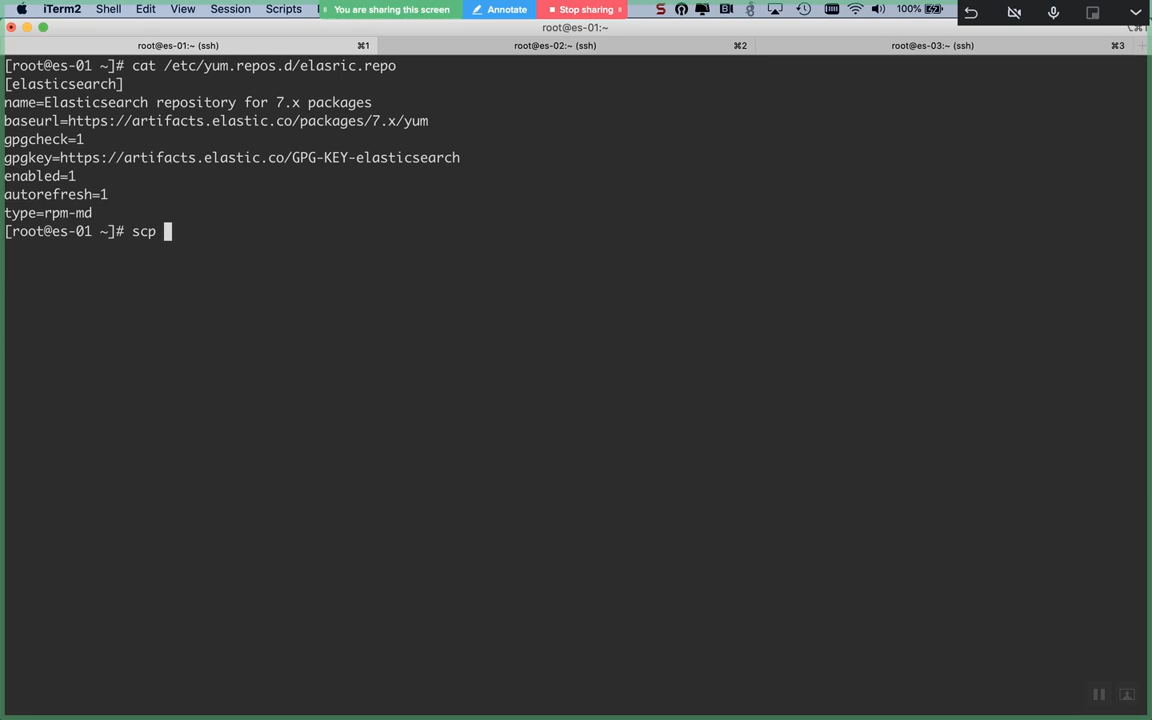 iTerm2 Shell Edit View Session Scripts You are sharing this screen Annotate Stop sharing 100%
root@es-01:~
root@es-01:~ (ssh) ⌘1 root@es-02:~ (ssh) ⌘2 root@es-03:~ (ssh) ⌘3
[root@es-01 ~]# cat /etc/yum.repos.d/elasric.repo
[elasticsearch]
name=Elasticsearch repository for 7.x packages
baseurl=https://artifacts.elastic.co/packages/7.x/yum
gpgcheck=1
gpgkey=https://artifacts.elastic.co/GPG-KEY-elasticsearch
enabled=1
autorefresh=1
type=rpm-md
[root@es-01 ~]# scp